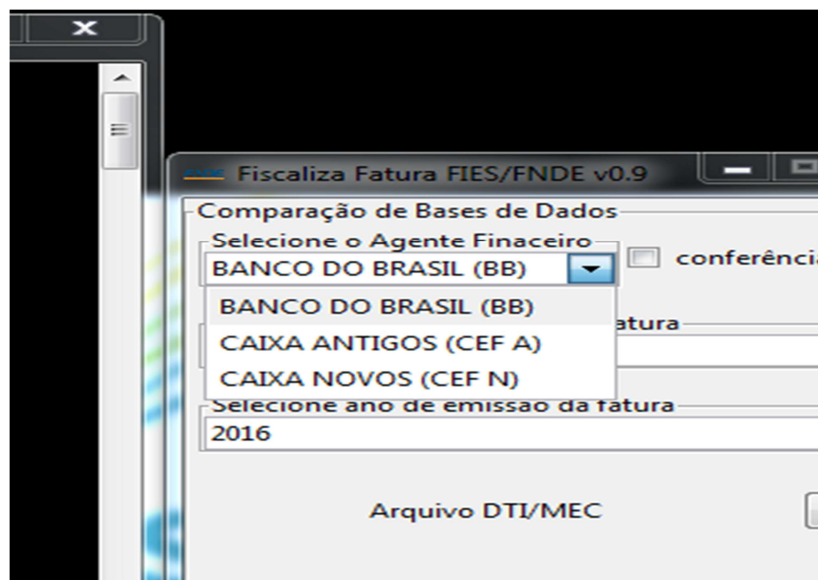 Fiscaliza Fatura FIES/FNDE v0.9
Comparação de Bases de Dados
Selecione o Agente Finaceiro
BANCO DO BRASIL (BB)
conferênci
BANCO DO BRASIL (BB)
atura
CAIXA ANTIGOS (CEF A)
CAIXA NOVOS (CEF N)
Selecione ano de emissão da fatura
2016
Arquivo DTI/MEC